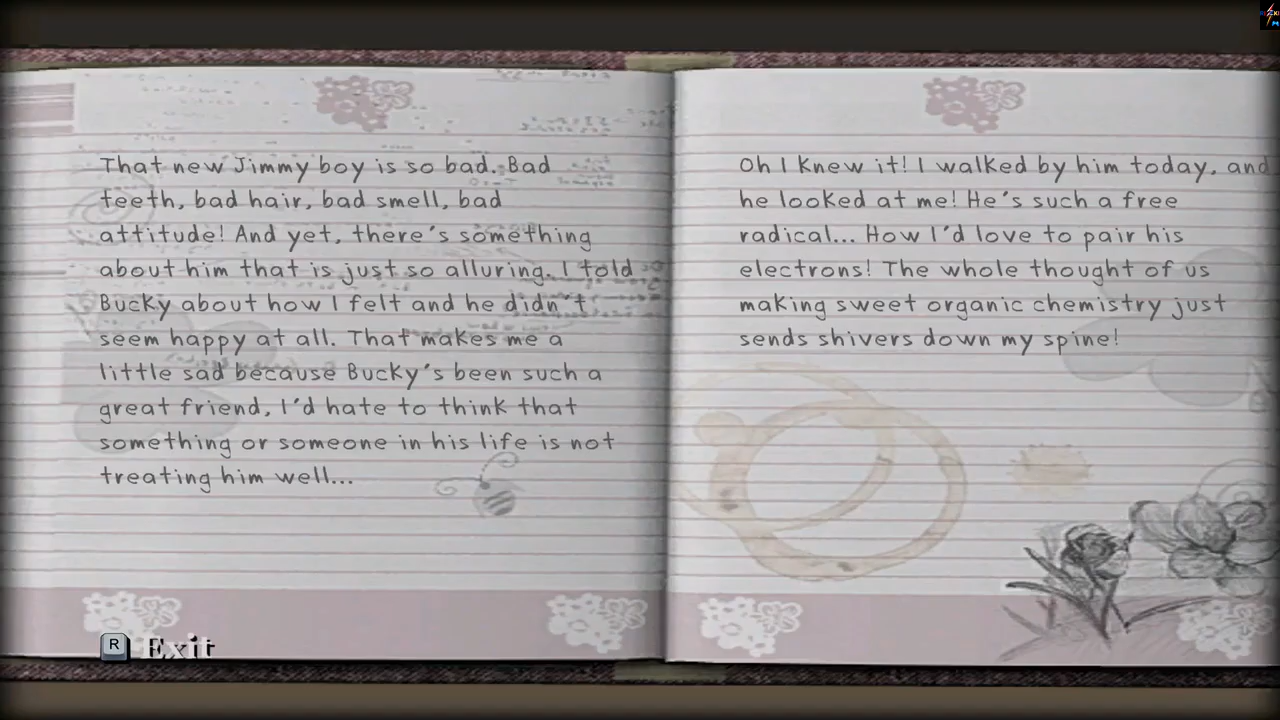 That new Jimmy boy is so bad. Bad
teeth, bad hair, bad smell, bad
attitude! And yet, there's something
about him that is just so alluring. I told
Bucky about how I felt and he didn't
seem happy at all. That makes me a
little sad because Bucky's been such a
great friend, I'd hate to think that
something or someone in his life is not
treating him well...
Oh I knew it! I walked by him today, and
he looked at me! He's such a free
radical... How I'd love to pair his
electrons! The whole thought of us
making sweet organic chemistry just
sends shivers down my spine!
R Exit